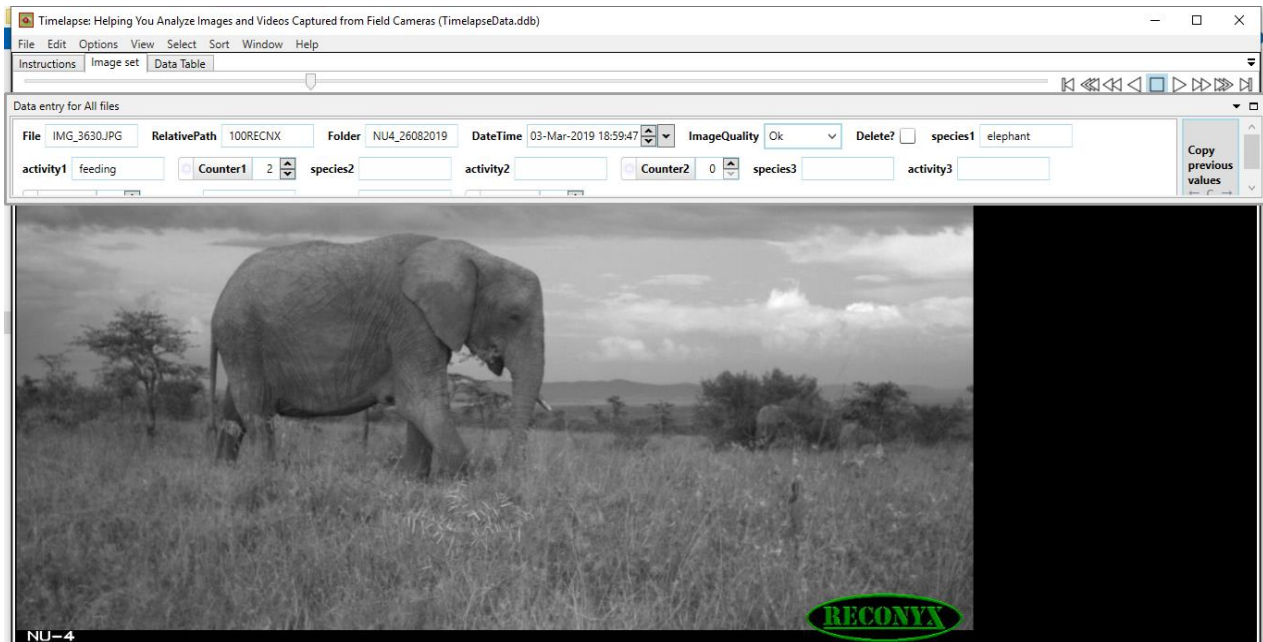 Timelapse: Helping You Analyze Images and Videos Captured from Field Cameras (TimelapseData.ddb)
File Edit Options View Select Sort Window Help
Instructions Image set Data Table
Data entry for All files
File IMG_3630.JPG RelativePath 100RECNX Folder NU4_26082019 DateTime 03-Mar-2019 18:59:47 ImageQuality Ok Delete? species1 elephant
activity1 feeding Counter1 2 species2 activity2 Counter2 0 species3 activity3
Copy
previous
values
RECONYX
NU-4